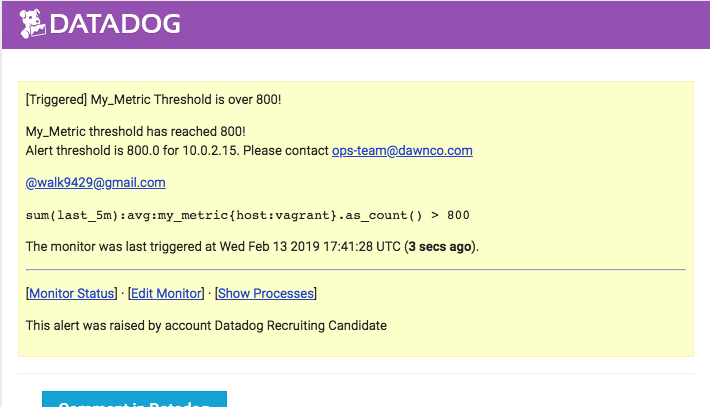 DATADOG
[Triggered] My_Metric Threshold is over 800!
My_Metric threshold has reached 800!
Alert threshold is 800.0 for 10.0.2.15. Please contact ops-team@dawnco.com
@walk9429@gmail.com
sum(last_5m):avg:my_metric{host:vagrant}.as_count() > 800
The monitor was last triggered at Wed Feb 13 2019 17:41:28 UTC (3 secs ago).
[Monitor Status] · [Edit Monitor] · [Show Processes]
This alert was raised by account Datadog Recruiting Candidate
Comment in Datadog